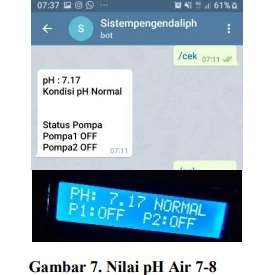 07:37
61%
Sistempengendaliph
S
bot
/cek 07:11
pH : 7.17
Kondisi pH Normal
Status Pompa
Pompa1 OFF
Pompa2 OFF
07:11
PH: 7.17 NORMAL
P1:OFF P2:OFF
Gambar 7. Nilai pH Air 7-8